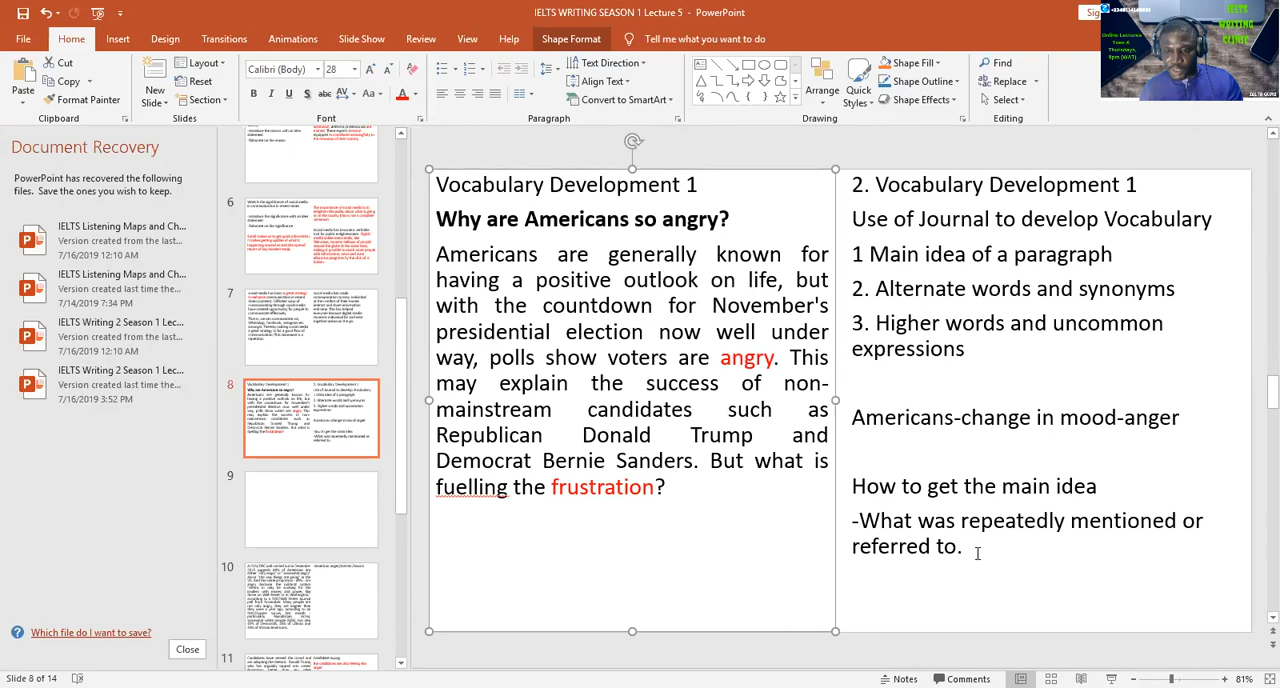 IELTS WRITING SEASON 1 Lecture 5 - PowerPoint
File Home Insert Design Transitions Animations Slide Show Review View Help Shape Format Tell me what you want to do
Cut
Copy
Format Painter
Paste
Clipboard
New
Slide
Layout
Reset
Section
Slides
Calibri (Body) 28
Font
Text Direction
Align Text
Convert to SmartArt
Paragraph
Arrange
Quick
Styles
Shape Fill
Shape Outline
Shape Effects
Drawing
Find
Replace
Select
Editing
IELTS
WRITING
CLINIC
Online Lectures:
Document Recovery
PowerPoint has recovered the following
files. Save the ones you wish to keep.
IELTS Listening Maps and Ch...
Version created from the last...
7/16/2019 12:10 AM
IELTS Listening Maps and Ch...
Version created from the last...
7/14/2019 7:34 PM
IELTS Writing 2 Season 1 Lec...
Version created from the last...
7/16/2019 12:10 AM
IELTS Writing 2 Season 1 Lec...
Version created last time the...
7/16/2019 3:52 PM
Which file do I want to save?
Close
6
7
8
9
10
11
Vocabulary Development 1
Why are Americans so angry?
Americans are generally known for
having a positive outlook on life, but
with the countdown for November's
presidential election now well under
way, polls show voters are angry. This
may explain the success of non-
mainstream candidates such as
Republican Donald Trump and
Democrat Bernie Sanders. But what is
fuelling the frustration?
2. Vocabulary Development 1
Use of Journal to develop Vocabulary
1 Main idea of a paragraph
2. Alternate words and synonyms
3. Higher words and uncommon
expressions
Americans-change in mood-anger
How to get the main idea
-What was repeatedly mentioned or
referred to.
Slide 8 of 14
Notes
Comments
81%